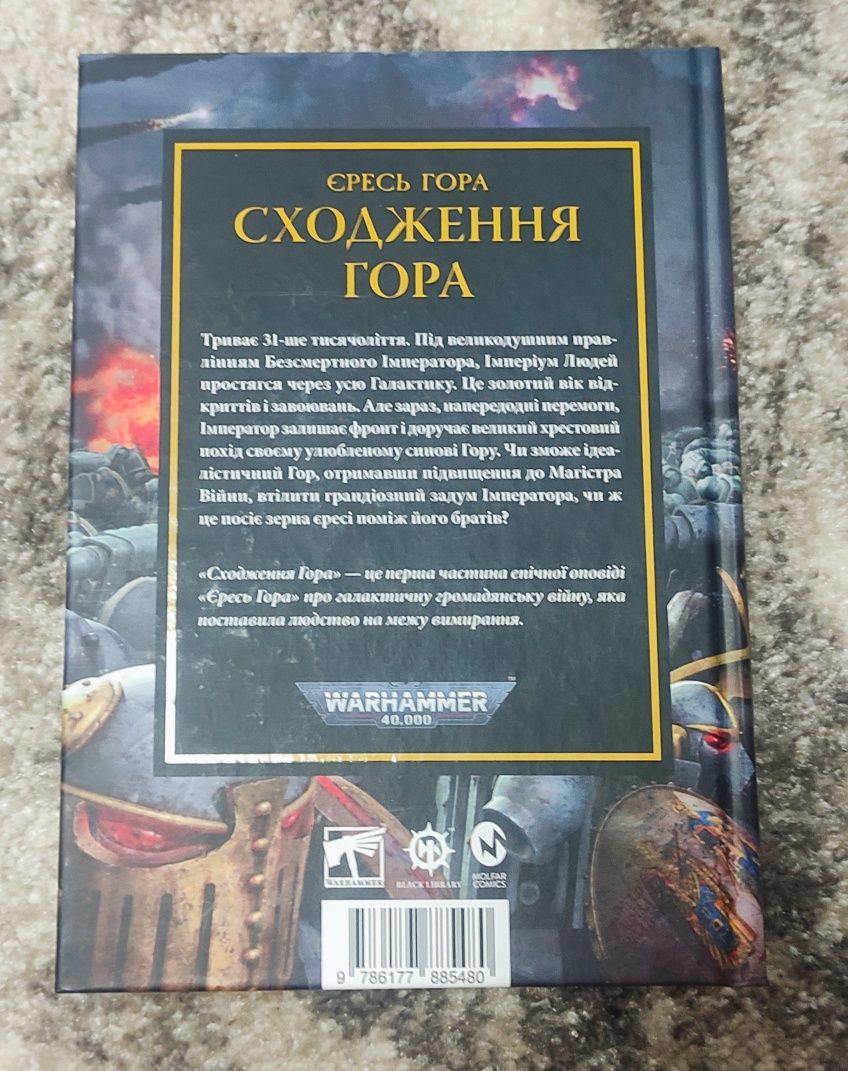 ЄРЕСЬ ГОРА
СХОДЖЕННЯ
ГОРА
Триває 31-ше тисячоліття. Під великодушним прав-
лінням Безсмертного Імператора, Імперіум Людей
простягся через усю Галактику. Це золотий вік від-
криттів і завоювань. Але зараз, напередодні перемоги,
Імператор залишає фронт і доручає великий хрестовий
похід своєму улюбленому синові Гору. Чи зможе ідеа-
лістичний Гор, отримавши підвищення до Магістра
Війни, втілити грандіозний задум Імператора, чи ж
це посіє зерна єресі поміж його братів?
«Сходження Гора» — це перша частина епічної оповіді
«Єресь Гора» про галактичну громадянську війну, яка
поставила людство на межу вимирання.
WARHAMMER™
40,000
WARHAMMER BLACK LIBRARY MOLFAR
COMICS
9 786177 885480